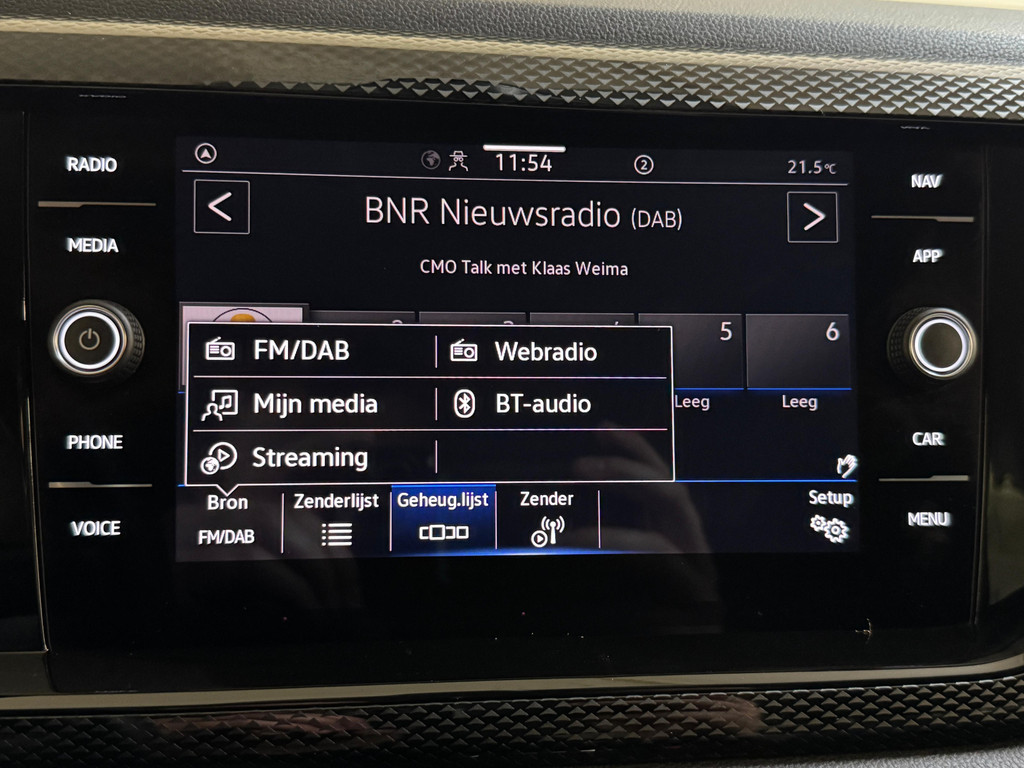 RADIO
MEDIA
PHONE
VOICE
11:54
2
21.5°C
BNR Nieuwsradio (DAB)
CMO Talk met Klaas Weima
5
6
Leeg
Leeg
FM/DAB
Webradio
Mijn media
BT-audio
Streaming
Bron
FM/DAB
Zenderlijst
Geheug.lijst
Zender
Setup
NAV
APP
CAR
MENU